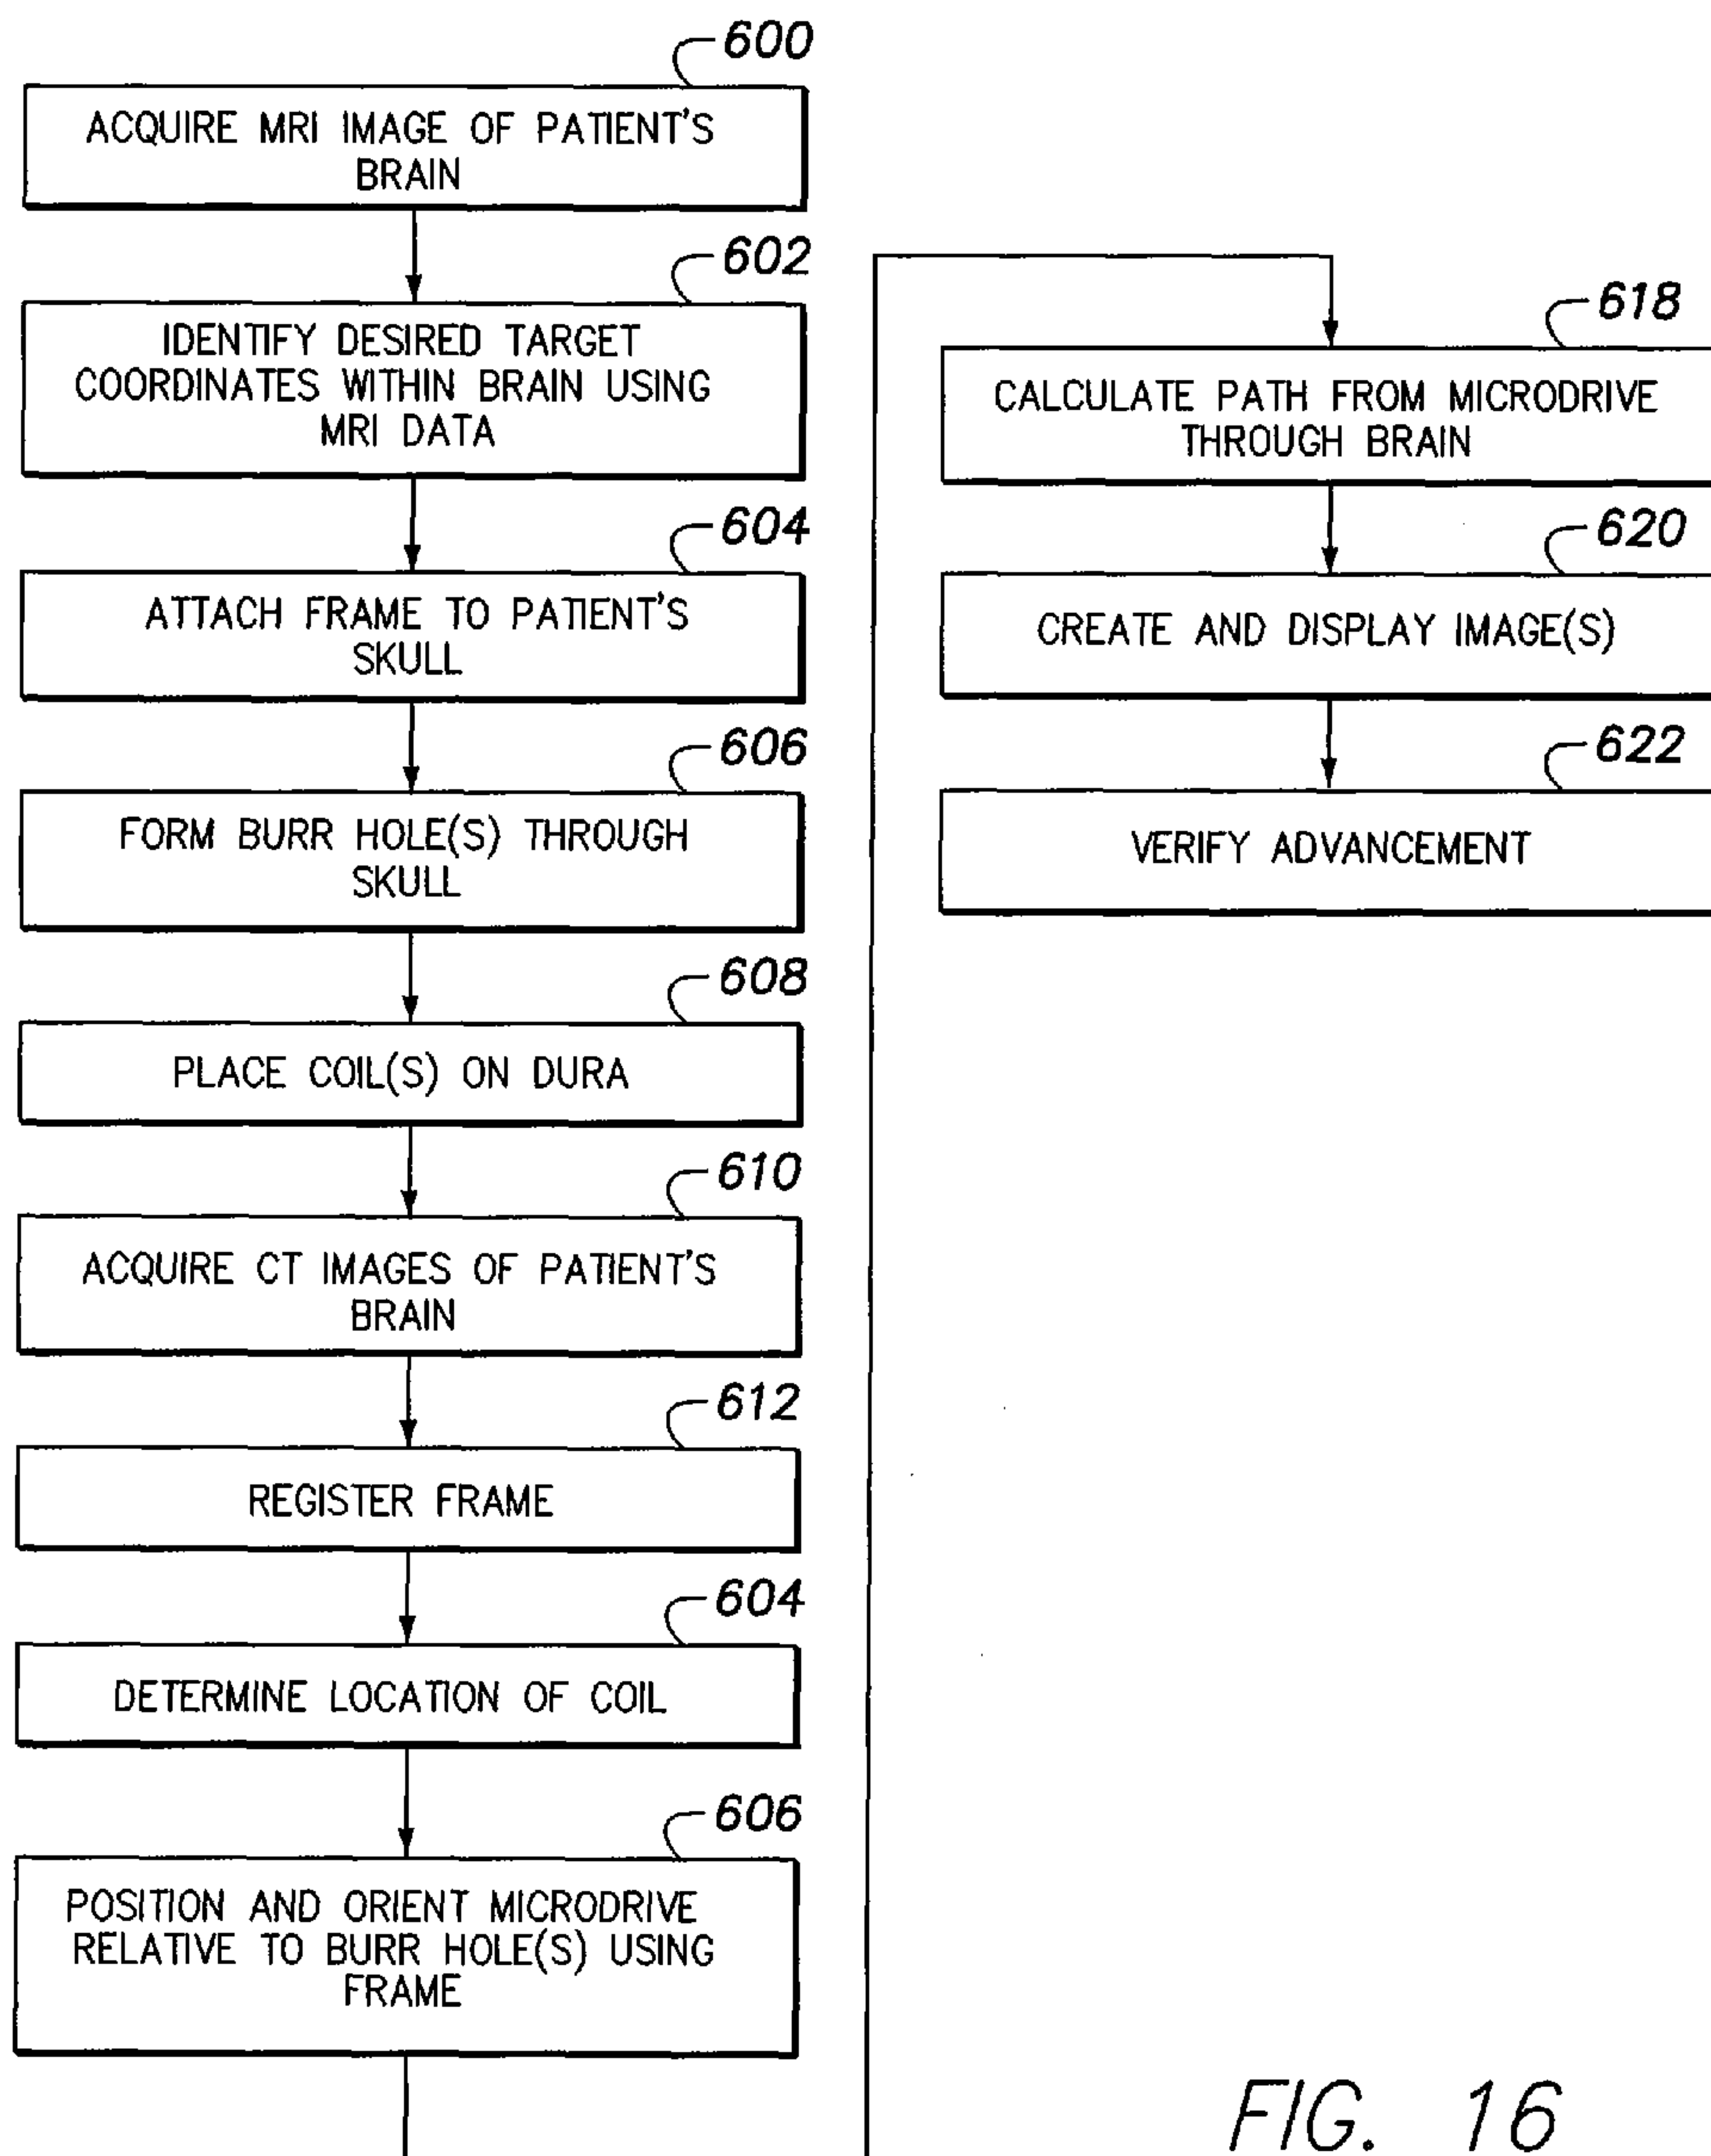 600
ACQUIRE MRI IMAGE OF PATIENT'S
BRAIN
602
IDENTIFY DESIRED TARGET
COORDINATES WITHIN BRAIN USING
MRI DATA
604
ATTACH FRAME TO PATIENT'S
SKULL
606
FORM BURR HOLE(S) THROUGH
SKULL
608
PLACE COIL(S) ON DURA
610
ACQUIRE CT IMAGES OF PATIENT'S
BRAIN
612
REGISTER FRAME
604
DETERMINE LOCATION OF COIL
606
POSITION AND ORIENT MICRODRIVE
RELATIVE TO BURR HOLE(S) USING
FRAME
618
CALCULATE PATH FROM MICRODRIVE
THROUGH BRAIN
620
CREATE AND DISPLAY IMAGE(S)
622
VERIFY ADVANCEMENT
FIG. 16